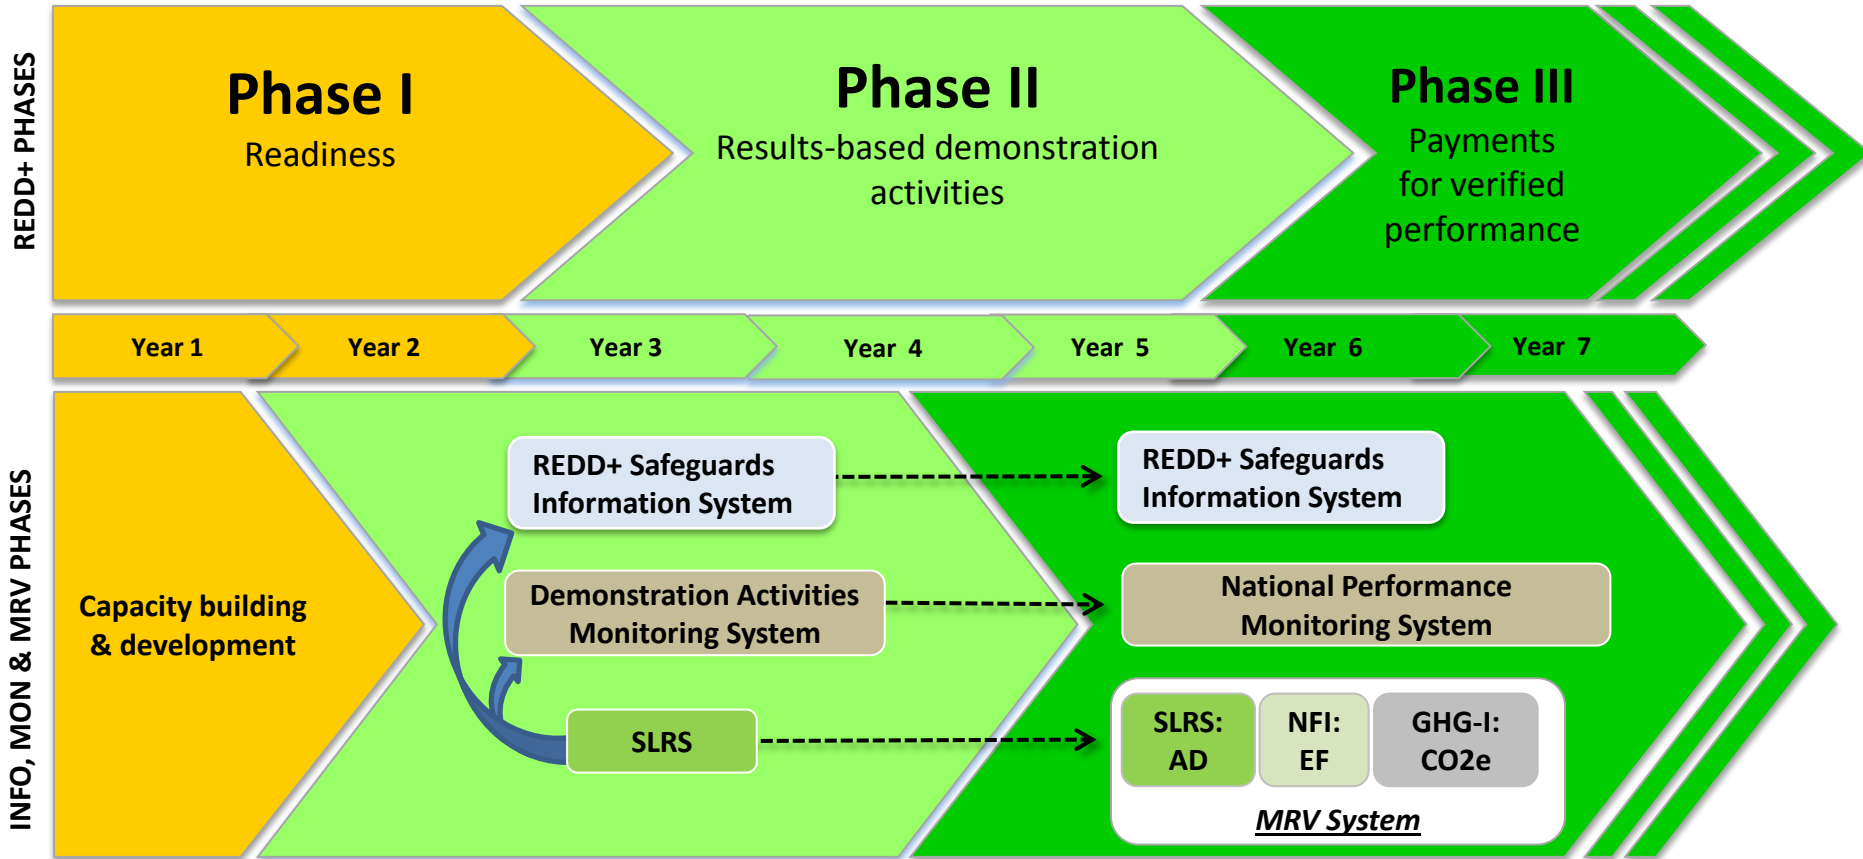 REDD+ PHASES
Phase I
Readiness
Phase II
Results-based demonstration
activities
Phase III
Payments
for verified
performance
Year 1
Year 2
Year 3
Year 4
Year 5
Year 6
Year 7
INFO, MON & MRV PHASES
Capacity building
& development
REDD+ Safeguards
Information System
Demonstration Activities
Monitoring System
SLRS
REDD+ Safeguards
Information System
National Performance
Monitoring System
SLRS:
AD
NFI:
EF
GHG-I:
CO2e
MRV System